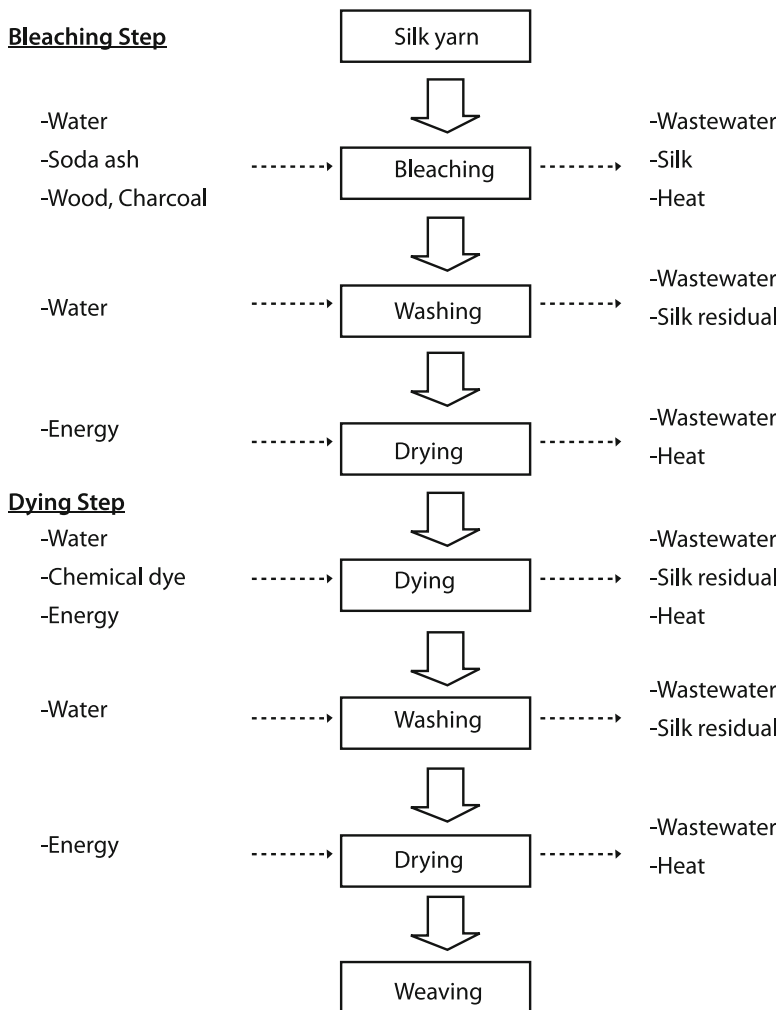 Bleaching Step
Silk yarn
-Water
-Soda ash
-Wood, Charcoal
Bleaching
-Wastewater
-Silk
-Heat
-Water
Washing
-Wastewater
-Silk residual
-Energy
Drying
-Wastewater
-Heat
Dying Step
-Water
-Chemical dye
-Energy
Dying
-Wastewater
-Silk residual
-Heat
-Water
Washing
-Wastewater
-Silk residual
-Energy
Drying
-Wastewater
-Heat
Weaving